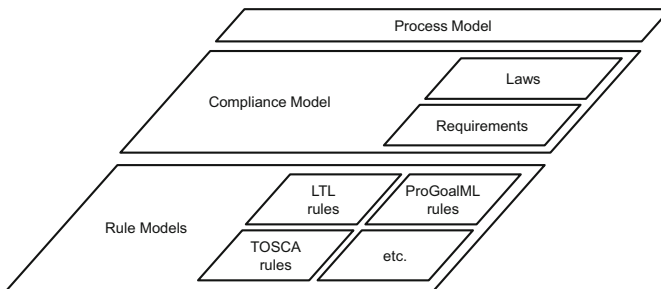 Process Model
Compliance Model
Laws
Requirements
Rule Models
LTL
rules
ProGoalML
rules
TOSCA
rules
etc.